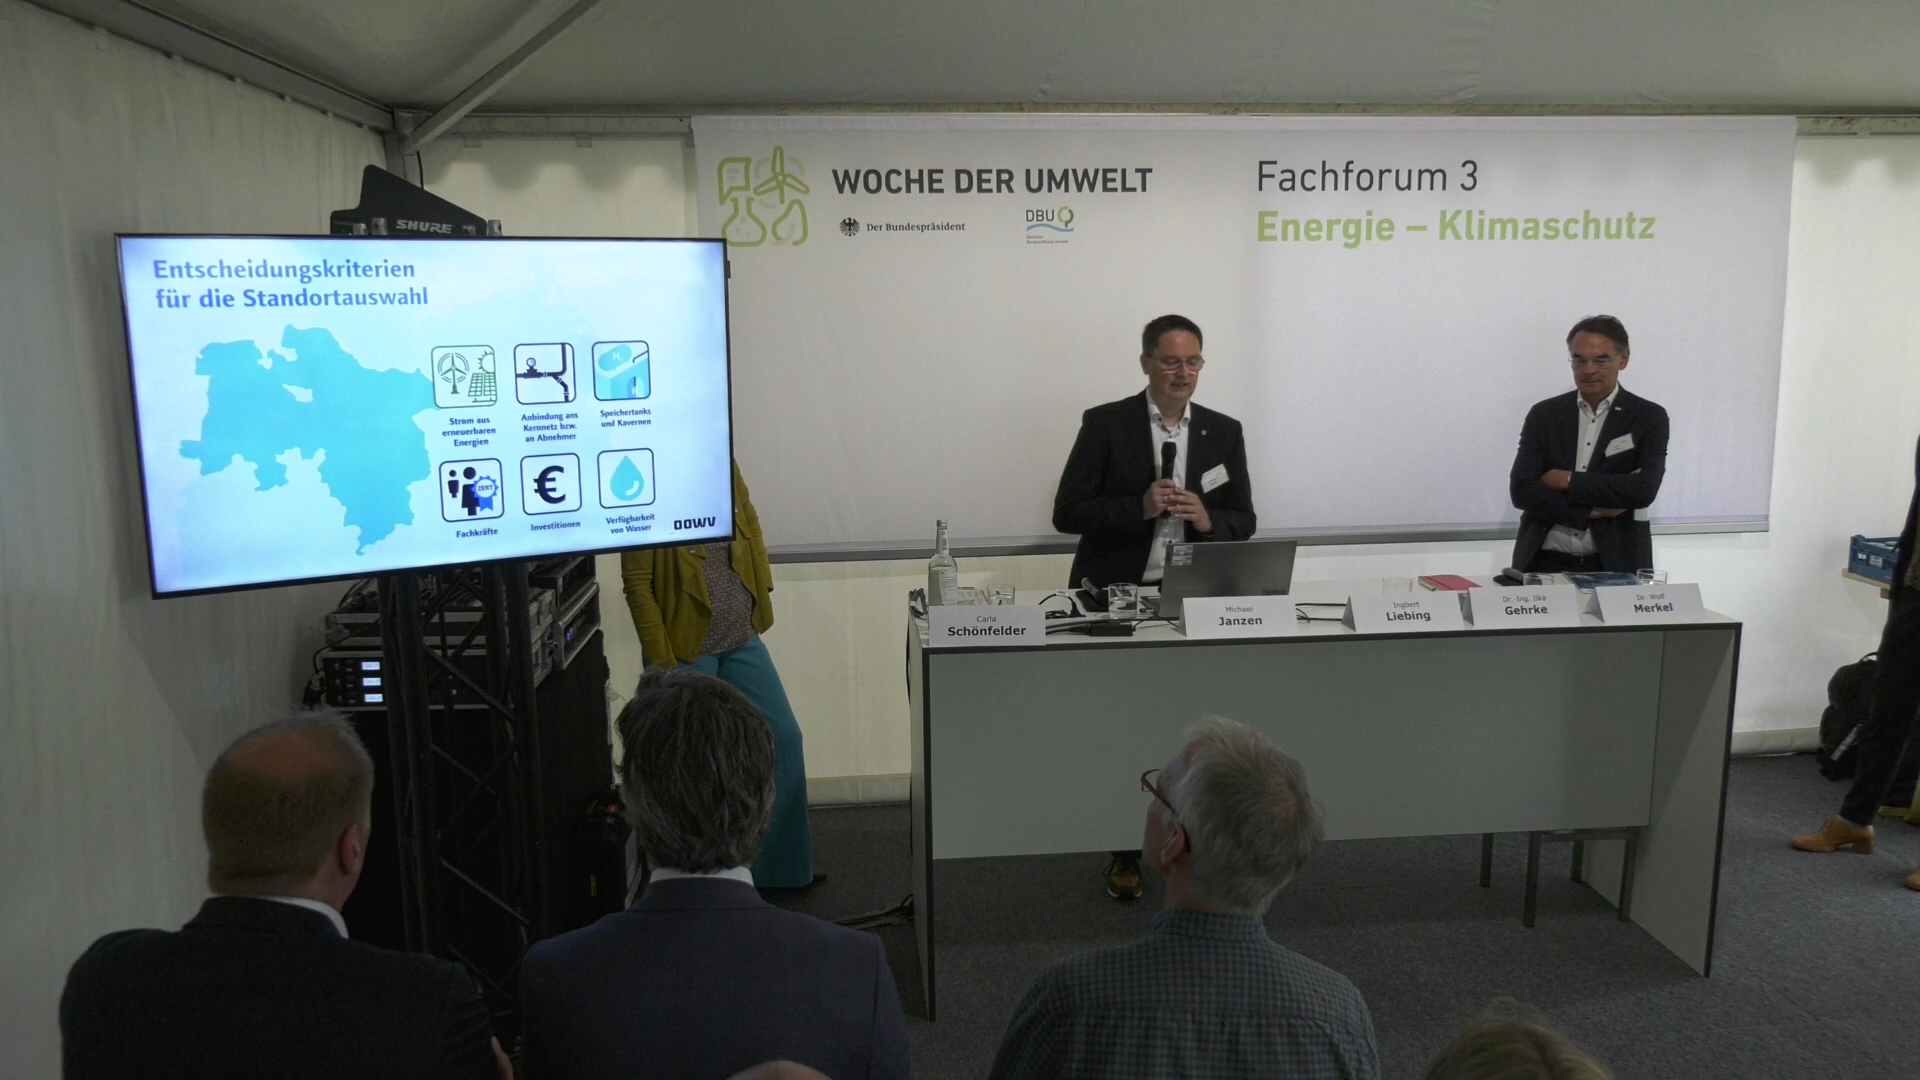 WOCHE DER UMWELT
Der Bundespräsident
DBU
Fachforum 3
Energie – Klimaschutz
SHURE
Entscheidungskriterien
für die Standortauswahl
Strom aus
erneuerbaren
Energien
Anbindung ans
Kernnetz bzw.
an Abnehmer
H₂
Speichertanks
und Kavernen
ZERT
Fachkräfte
€
Investitionen
Verfügbarkeit
von Wasser
OOWV
Carla
Schönfelder
Michael
Janzen
Ingbert
Liebing
Dr.-Ing. Ilka
Gehrke
Dr. Wolf
Merkel